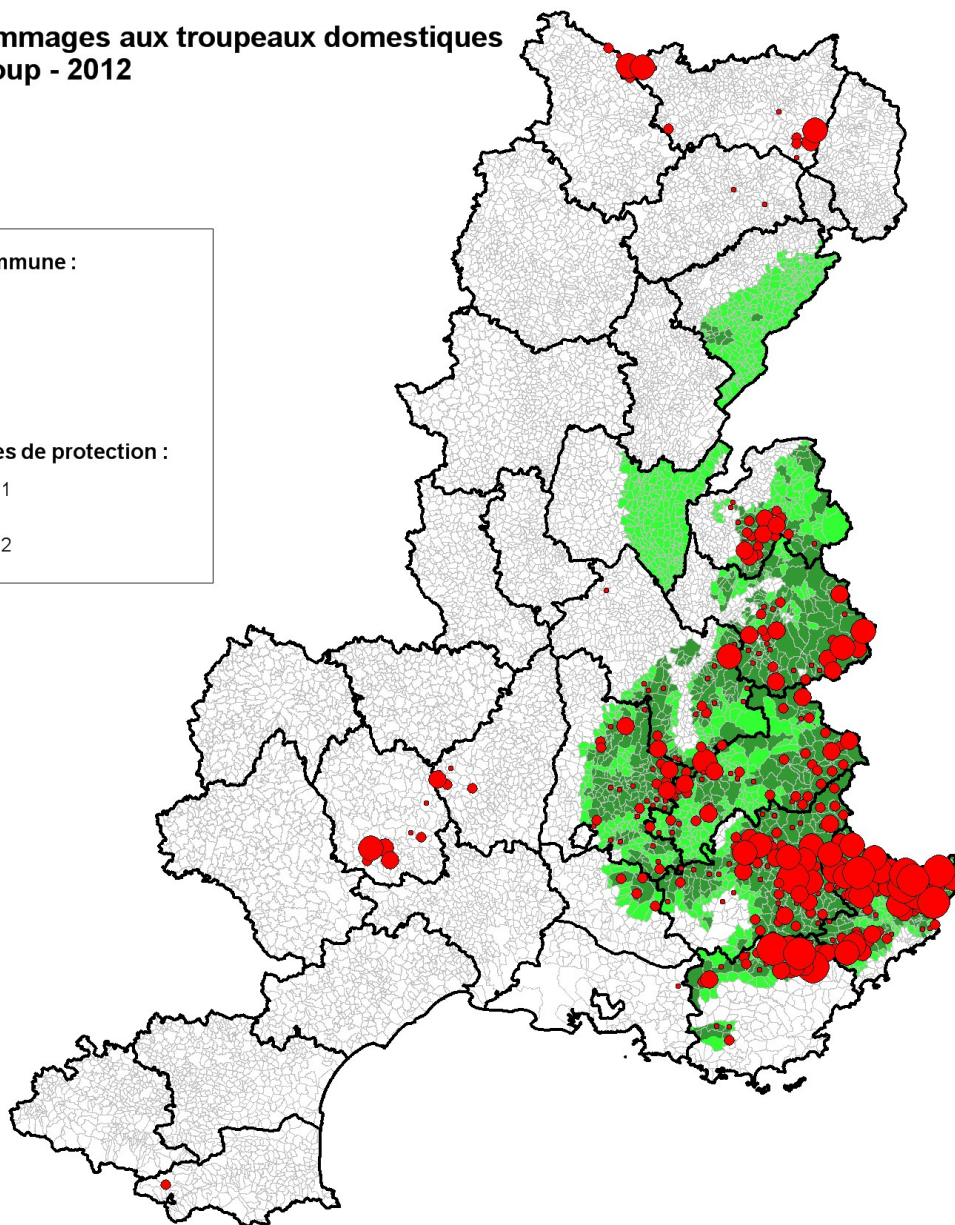 mmages aux troupeaux domestiques
oup - 2012
mmune :
es de protection :
1
2